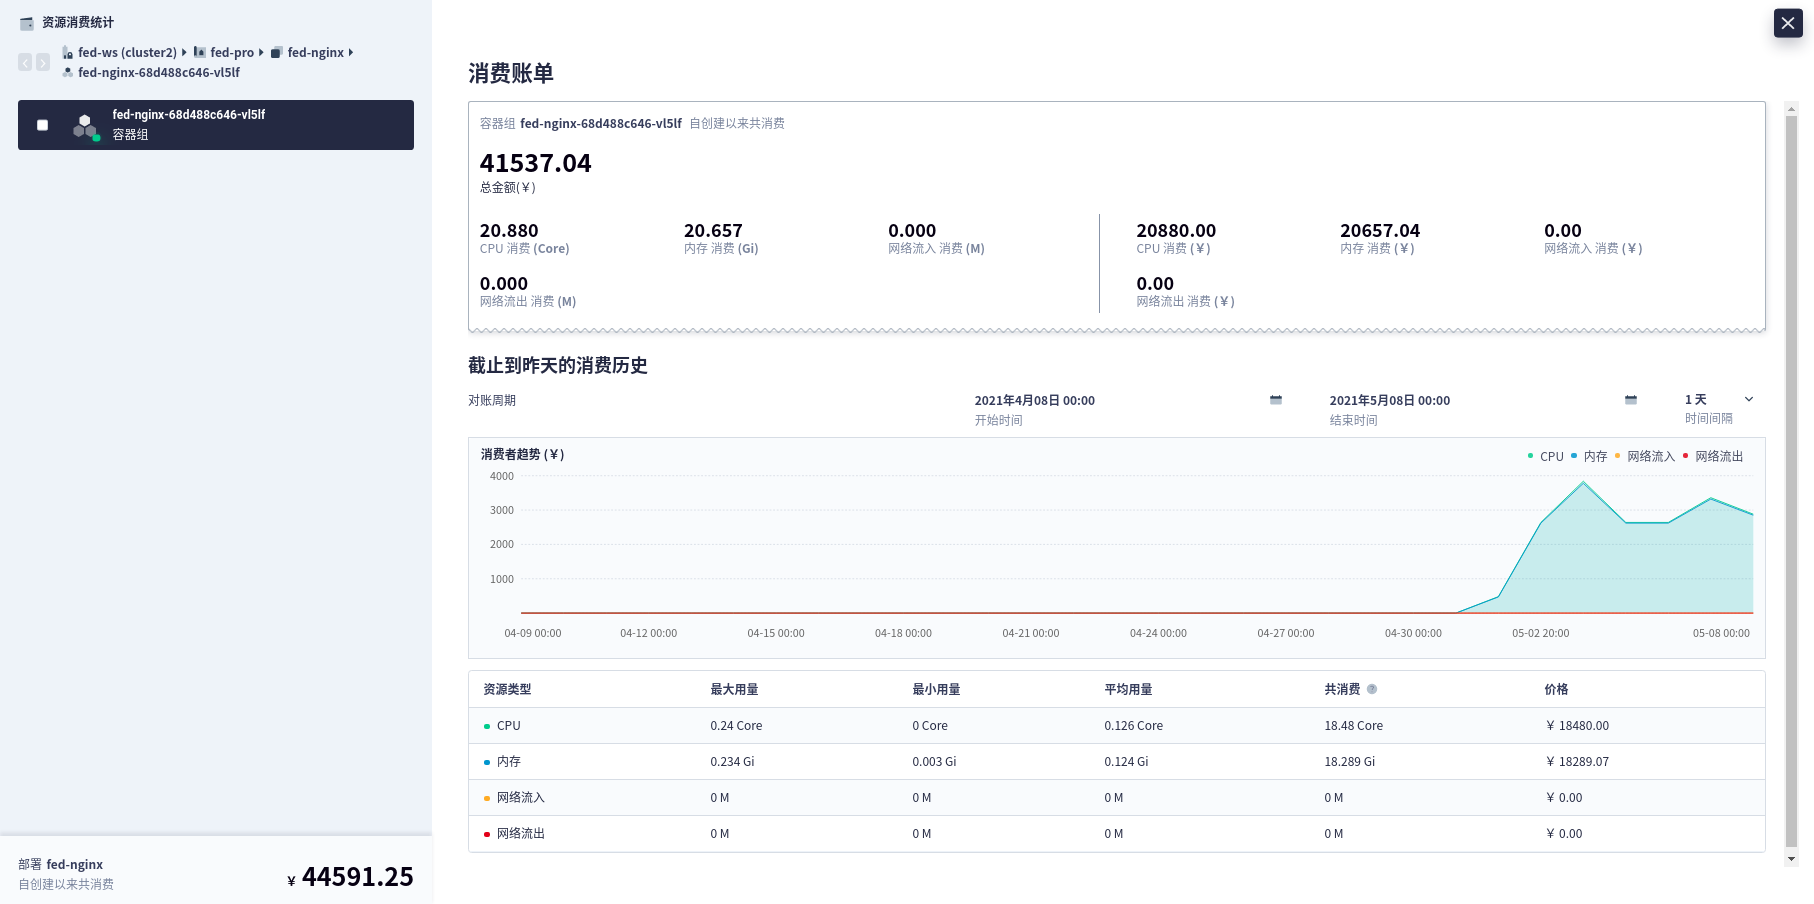 资源消费统计
fed-ws (cluster2) fed-pro fed-nginx
fed-nginx-68d488c646-vl5lf
fed-nginx-68d488c646-vl5lf
容器组
部署 fed-nginx
自创建以来共消费
¥ 44591.25
消费账单
容器组 fed-nginx-68d488c646-vl5lf 自创建以来共消费
41537.04
总金额(¥)
20.880 20.657 0.000 20880.00 20657.04 0.00
CPU 消费 (Core) 内存 消费 (Gi) 网络流入 消费 (M) CPU 消费 (¥) 内存 消费 (¥) 网络流入 消费 (¥)
0.000 0.00
网络流出 消费 (M) 网络流出 消费 (¥)
截止到昨天的消费历史
对账周期 2021年4月08日 00:00 2021年5月08日 00:00 1 天
开始时间 结束时间 时间间隔
消费者趋势 (¥) CPU 内存 网络流入 网络流出
4000
3000
2000
1000
04-09 00:00 04-12 00:00 04-15 00:00 04-18 00:00 04-21 00:00 04-24 00:00 04-27 00:00 04-30 00:00 05-02 20:00 05-08 00:00
资源类型 最大用量 最小用量 平均用量 共消费 ? 价格
CPU 0.24 Core 0 Core 0.126 Core 18.48 Core ¥ 18480.00
内存 0.234 Gi 0.003 Gi 0.124 Gi 18.289 Gi ¥ 18289.07
网络流入 0 M 0 M 0 M 0 M ¥ 0.00
网络流出 0 M 0 M 0 M 0 M ¥ 0.00